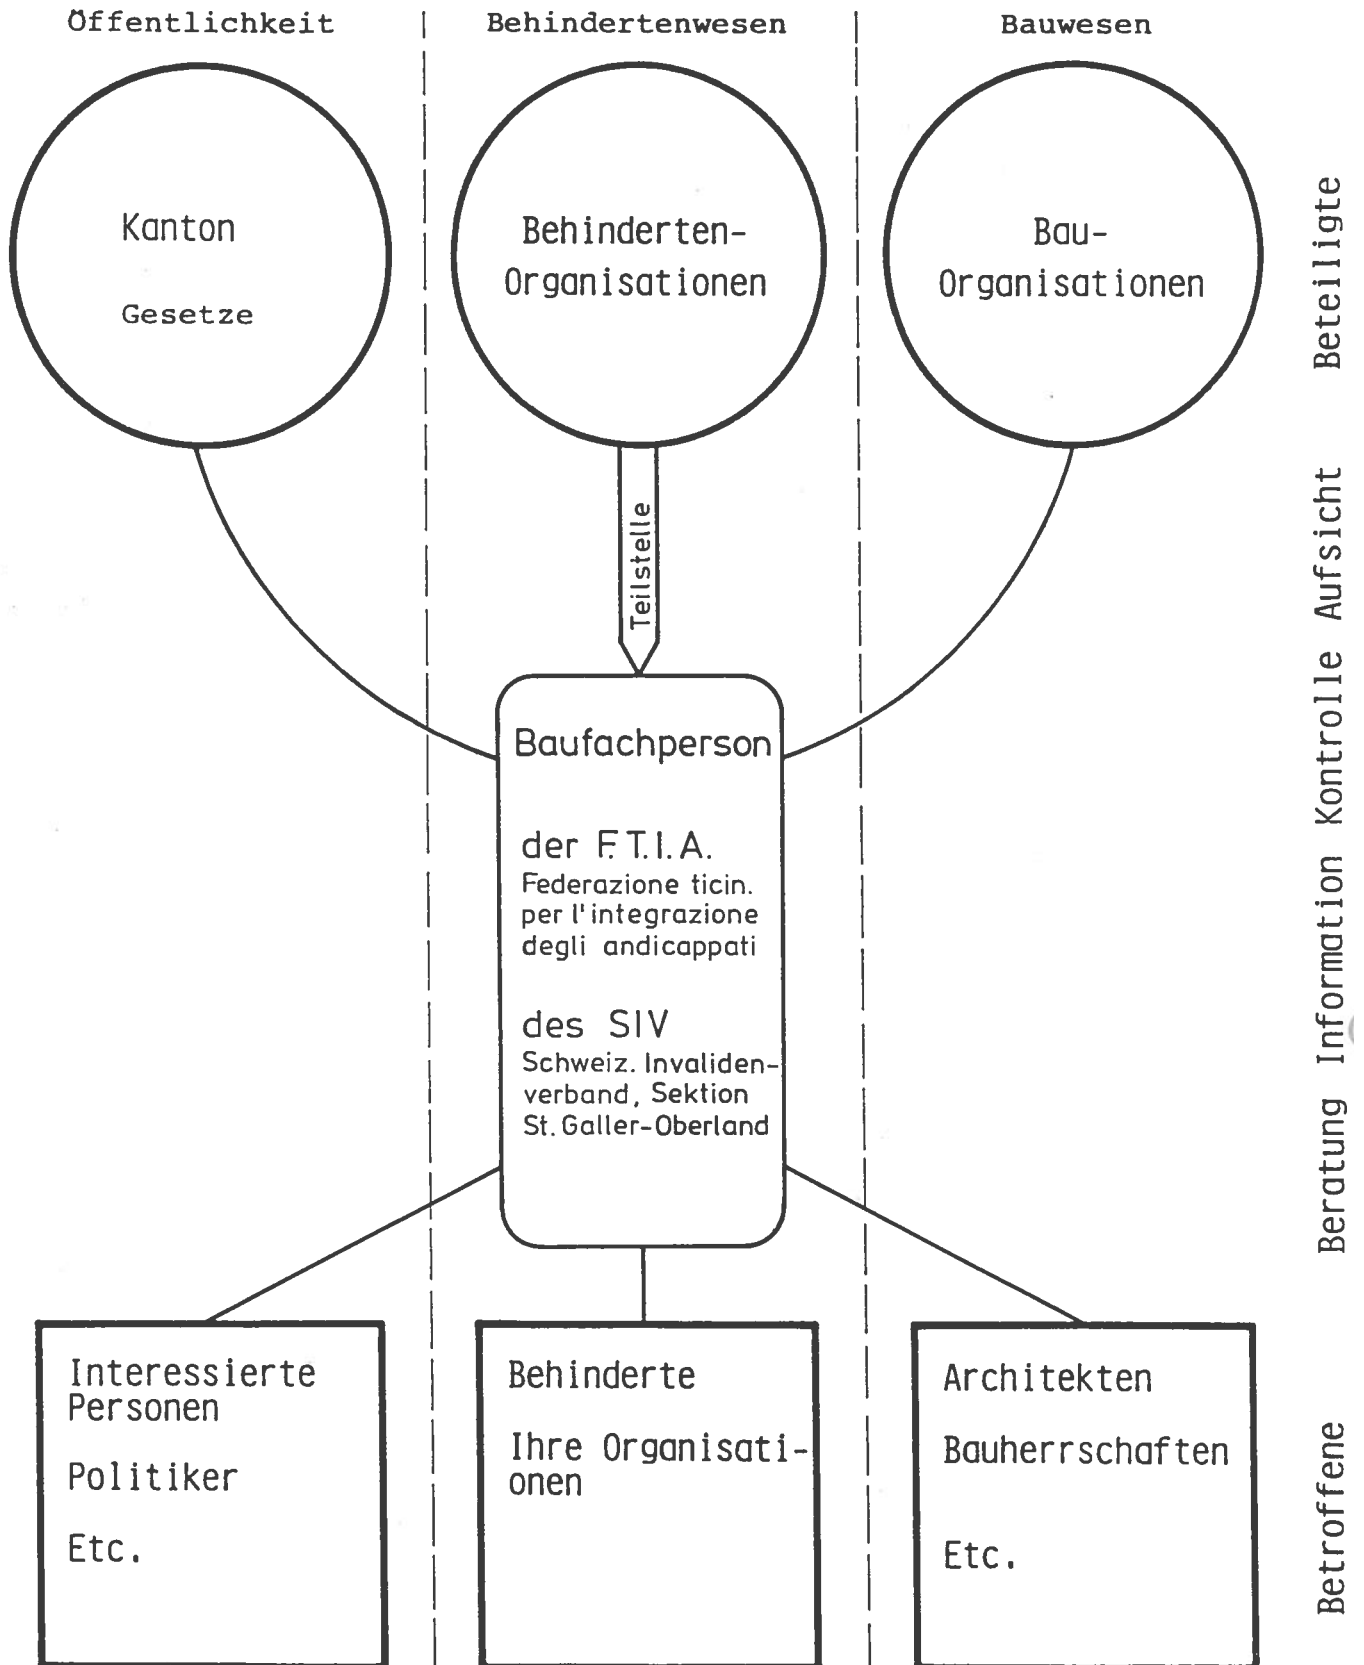 Öffentlichkeit
Behindertenwesen
Bauwesen
Kanton
Gesetze
Behinderten-
Organisationen
Bau-
Organisationen
Beteiligte
Teilstelle
Aufsicht
Kontrolle
Information
Beratung
Baufachperson
der F.T.I.A.
Federazione ticin.
per l'integrazione
degli andicappati
des SIV
Schweiz. Invaliden-
verband, Sektion
St. Galler-Oberland
Interessierte
Personen
Politiker
Etc.
Behinderte
Ihre Organisati-
onen
Architekten
Bauherrschaften
Etc.
Betroffene